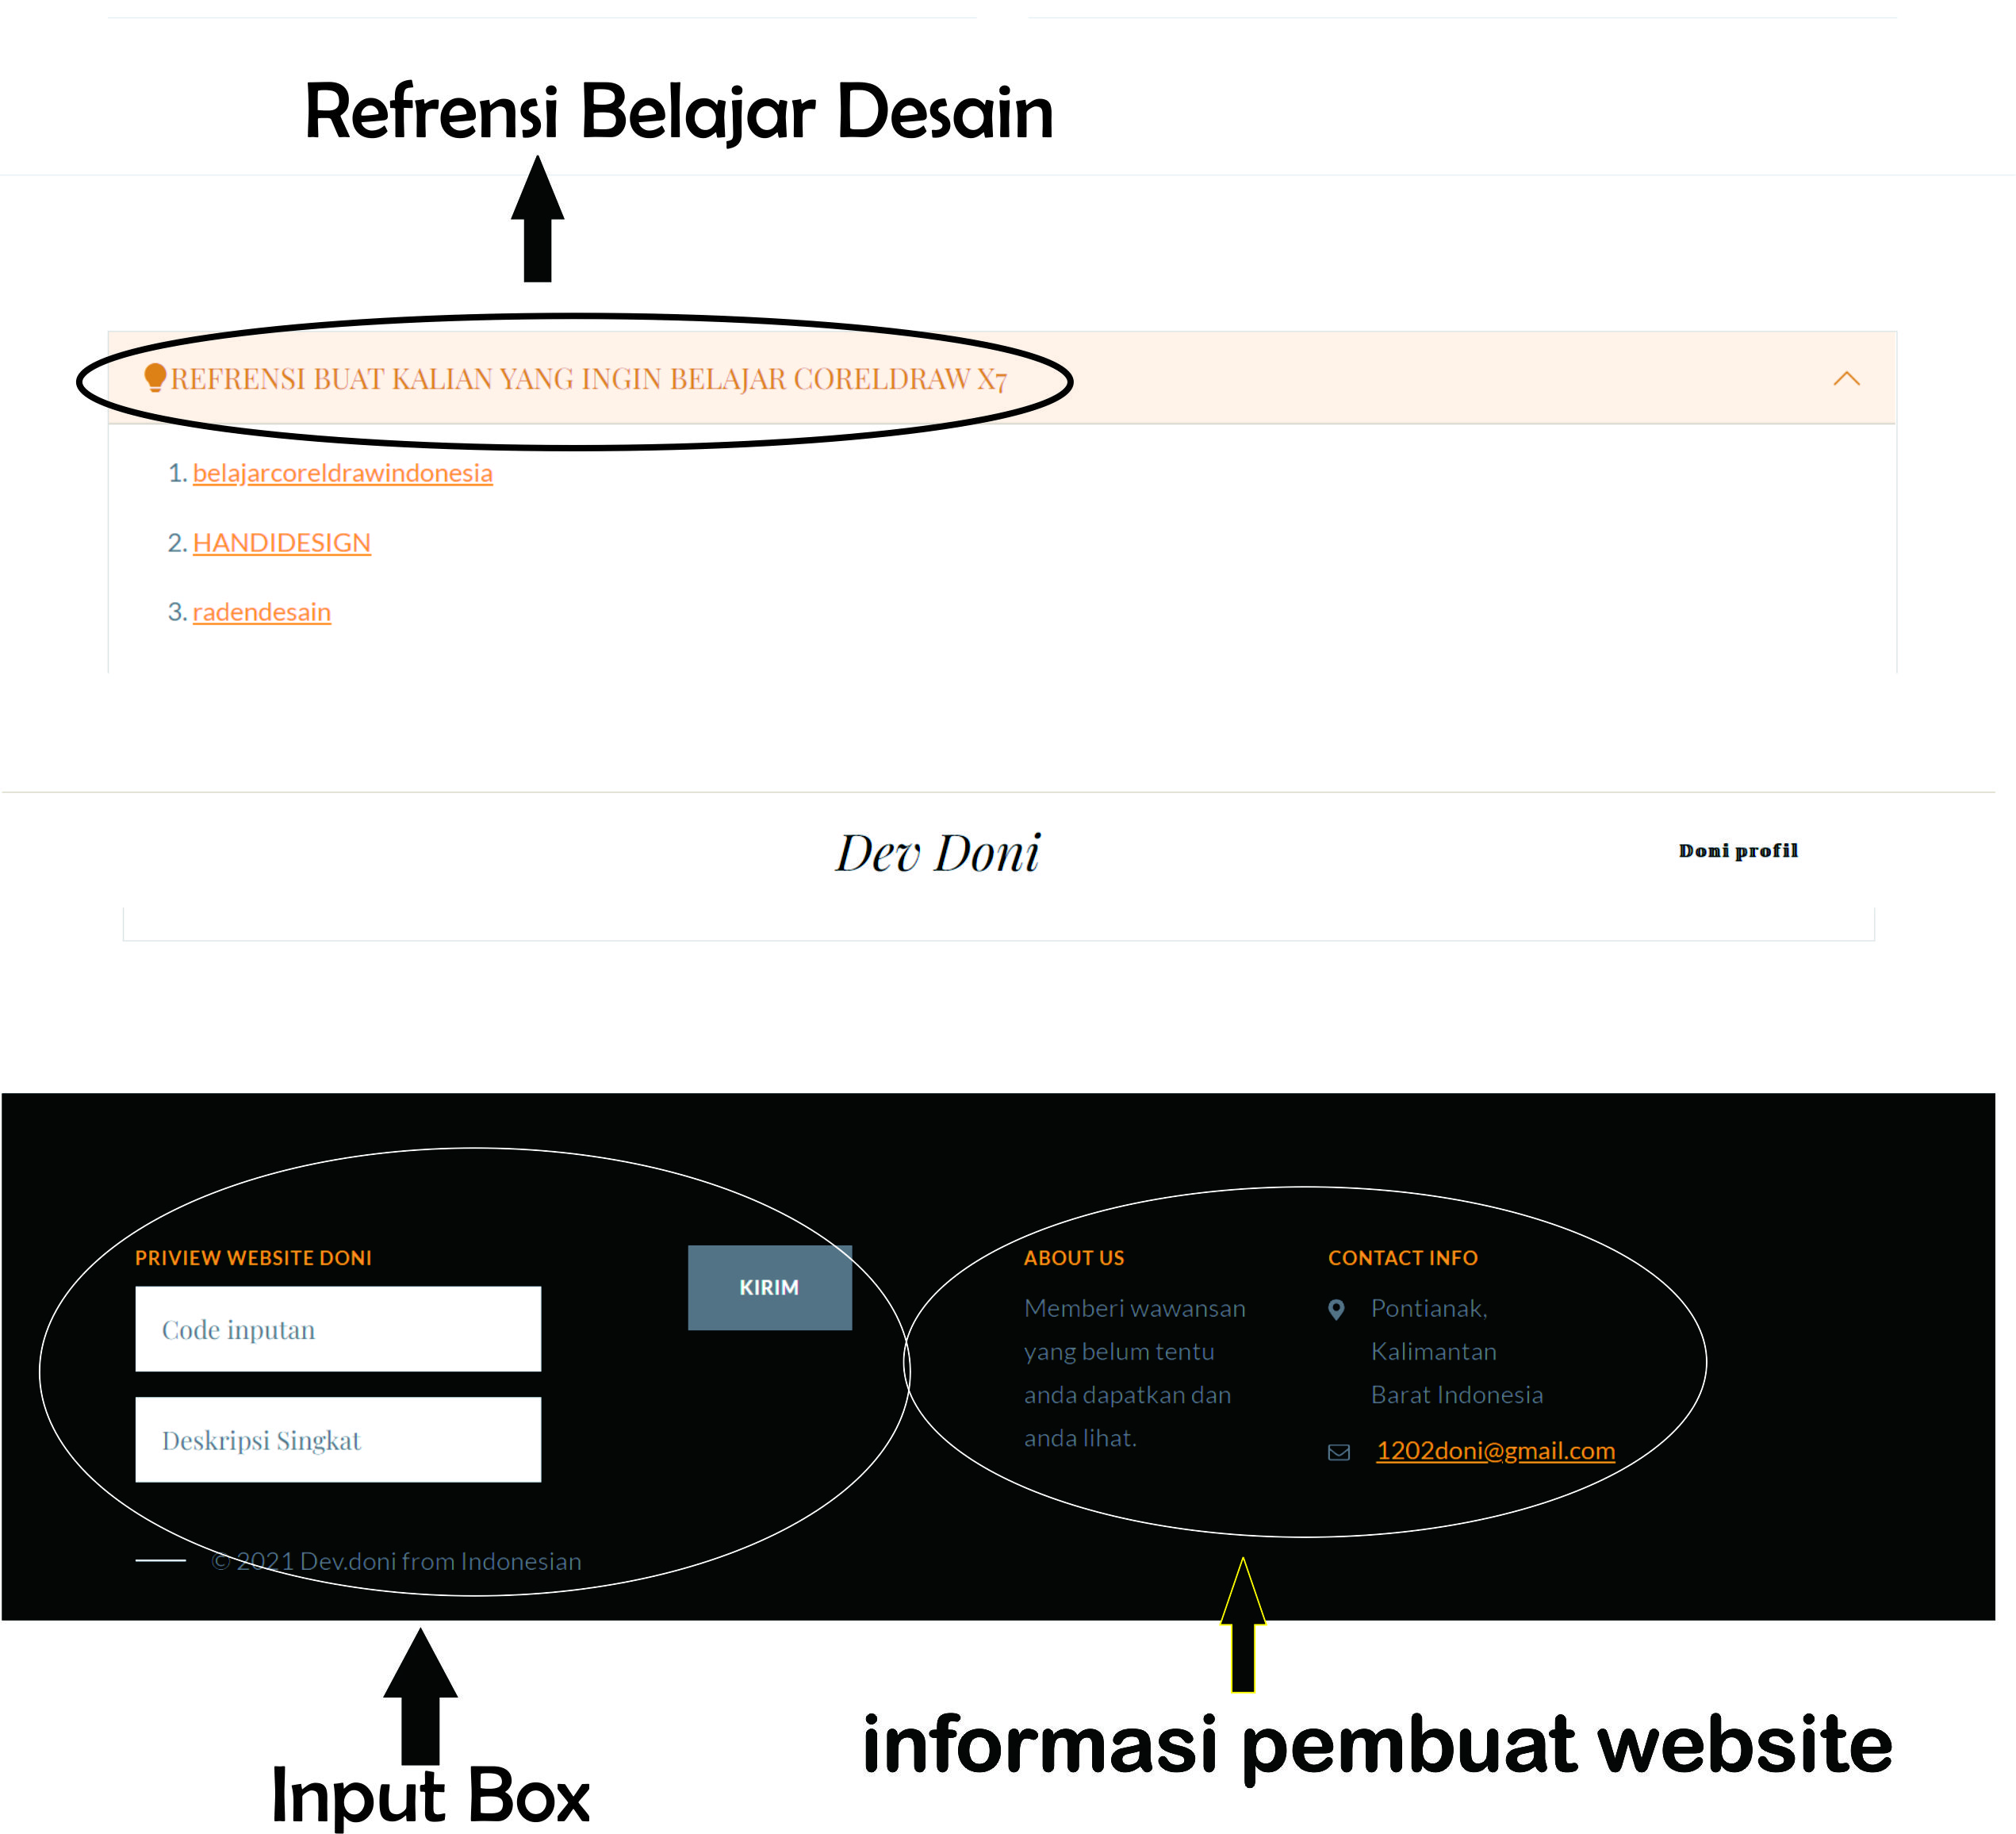 Refrensi Belajar Desain
REFRENSI BUAT KALIAN YANG INGIN BELAJAR CORELDRAW X7
1. belajarcoreldrawindonesia
2. HANDIDESIGN
3. radendesain
Dev Doni
Doni profil
PRIVIEW WEBSITE DONI
Code inputan
Deskripsi Singkat
KIRIM
ABOUT US
Memberi wawansan
yang belum tentu
anda dapatkan dan
anda lihat.
CONTACT INFO
Pontianak,
Kalimantan
Barat Indonesia
1202doni@gmail.com
© 2021 Dev.doni from Indonesian
Input Box
informasi pembuat website